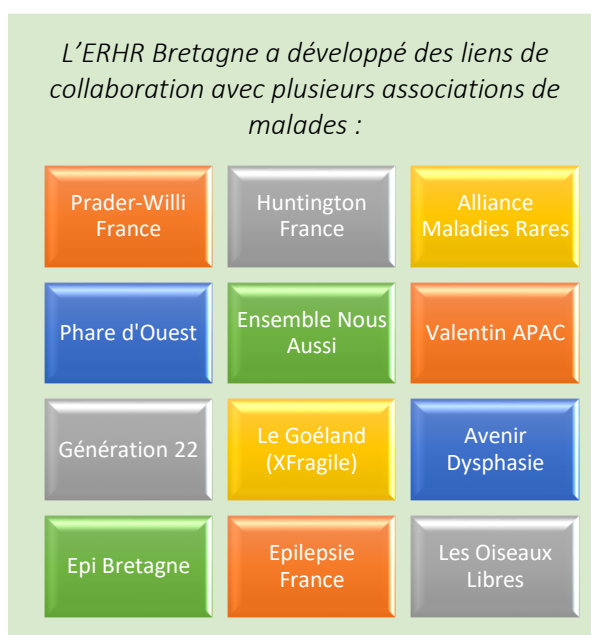 L’ERHR Bretagne a développé des liens de
collaboration avec plusieurs associations de
malades :
Prader-Willi
France
Huntington
France
Alliance
Maladies Rares
Phare d'Ouest
Ensemble Nous
Aussi
Valentin APAC
Génération 22
Le Goéland
(XFragile)
Avenir
Dysphasie
Epi Bretagne
Epilepsie
France
Les Oiseaux
Libres